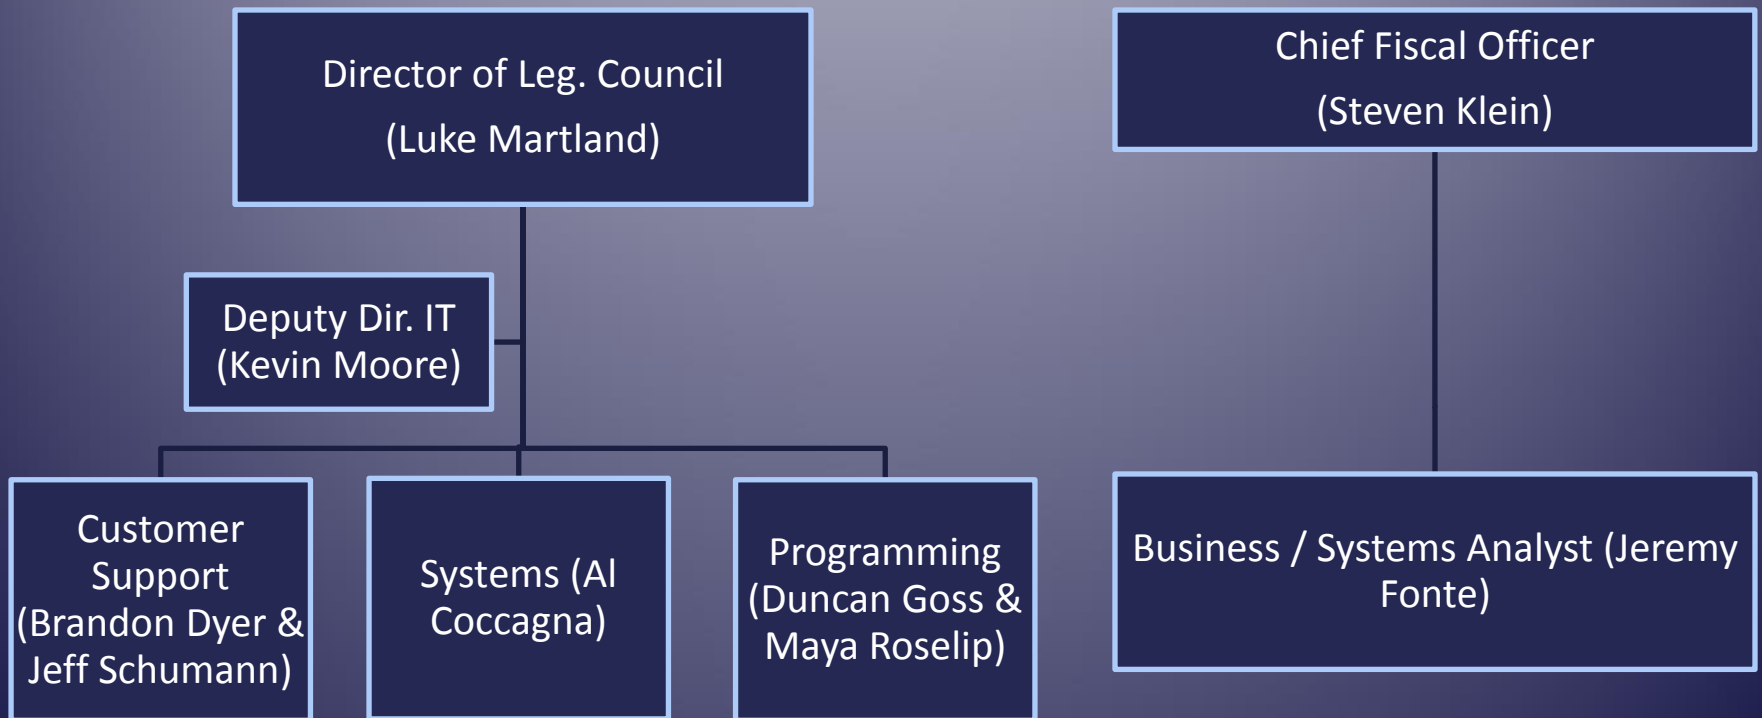 Director of Leg. Council
(Luke Martland)
Chief Fiscal Officer
(Steven Klein)
Deputy Dir. IT
(Kevin Moore)
Customer
Support
(Brandon Dyer &
Jeff Schumann)
Systems (Al
Coccagna)
Programming
(Duncan Goss &
Maya Roselip)
Business / Systems Analyst (Jeremy
Fonte)